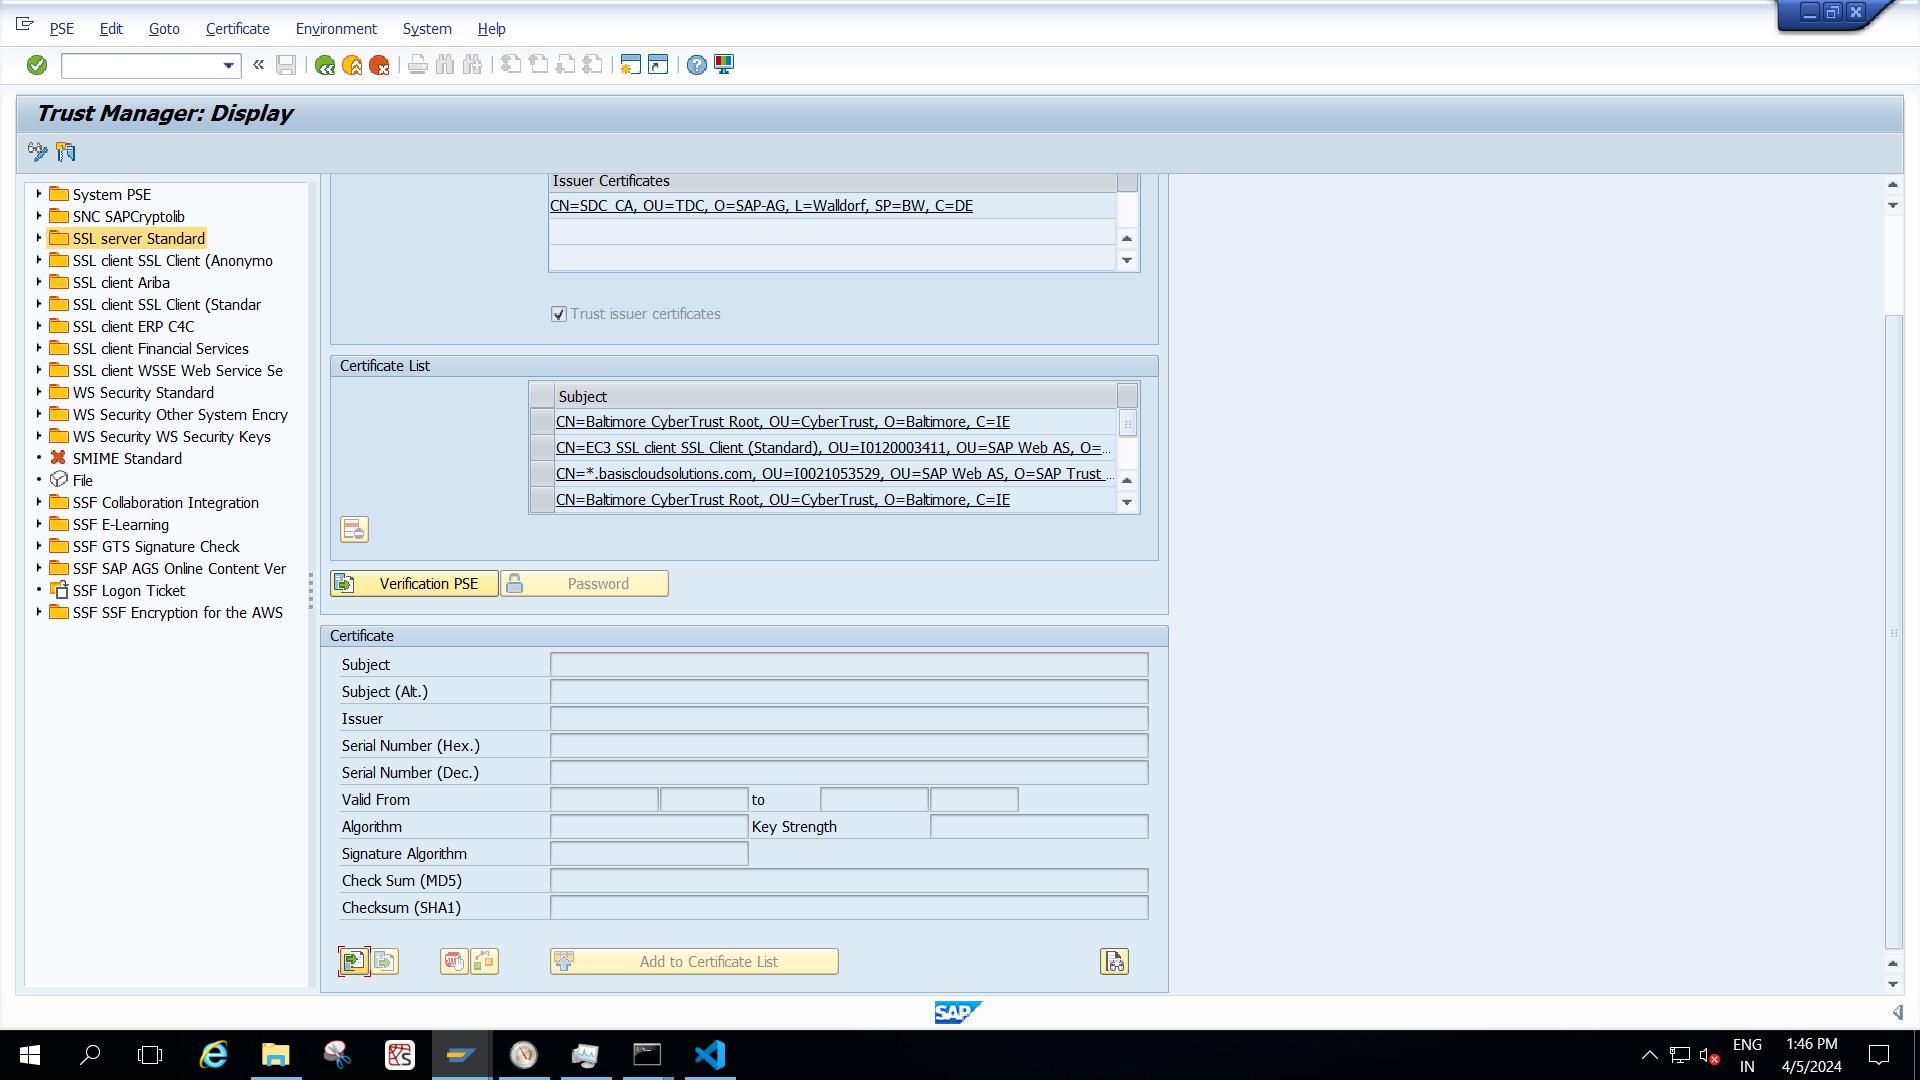 PSE Edit Goto Certificate Environment System Help
Trust Manager: Display
System PSE
SNC SAPCryptolib
SSL server Standard
SSL client SSL Client (Anonymo
SSL client Ariba
SSL client SSL Client (Standar
SSL client ERP C4C
SSL client Financial Services
SSL client WSSE Web Service Se
WS Security Standard
WS Security Other System Encry
WS Security WS Security Keys
SMIME Standard
File
SSF Collaboration Integration
SSF E-Learning
SSF GTS Signature Check
SSF SAP AGS Online Content Ver
SSF Logon Ticket
SSF SSF Encryption for the AWS
Issuer Certificates
CN=SDC_CA, OU=TDC, O=SAP-AG, L=Walldorf, SP=BW, C=DE
Trust issuer certificates
Certificate List
Subject
CN=Baltimore CyberTrust Root, OU=CyberTrust, O=Baltimore, C=IE
CN=EC3 SSL client SSL Client (Standard), OU=I0120003411, OU=SAP Web AS, O=...
CN=*.basiscloudsolutions.com, OU=I0021053529, OU=SAP Web AS, O=SAP Trust ...
CN=Baltimore CyberTrust Root, OU=CyberTrust, O=Baltimore, C=IE
Verification PSE Password
Certificate
Subject
Subject (Alt.)
Issuer
Serial Number (Hex.)
Serial Number (Dec.)
Valid From to
Algorithm Key Strength
Signature Algorithm
Check Sum (MD5)
Checksum (SHA1)
Add to Certificate List
SAP
ENG
IN
1:46 PM
4/5/2024